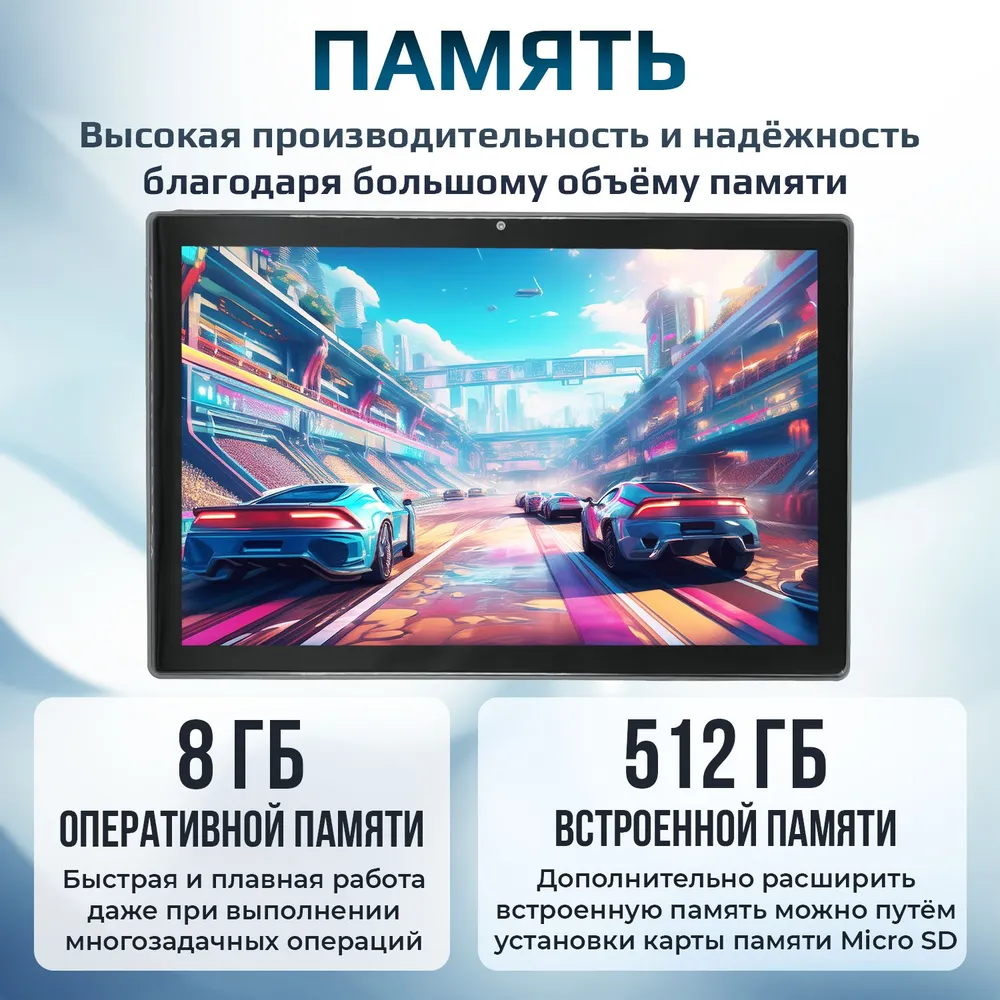 ПАМЯТЬ
Высокая производительность и надёжность
благодаря большому объёму памяти
8 ГБ
ОПЕРАТИВНОЙ ПАМЯТИ
Быстрая и плавная работа
даже при выполнении
многозадачных операций
512 ГБ
ВСТРОЕННОЙ ПАМЯТИ
Дополнительно расширить
встроенную память можно путём
установки карты памяти Micro SD